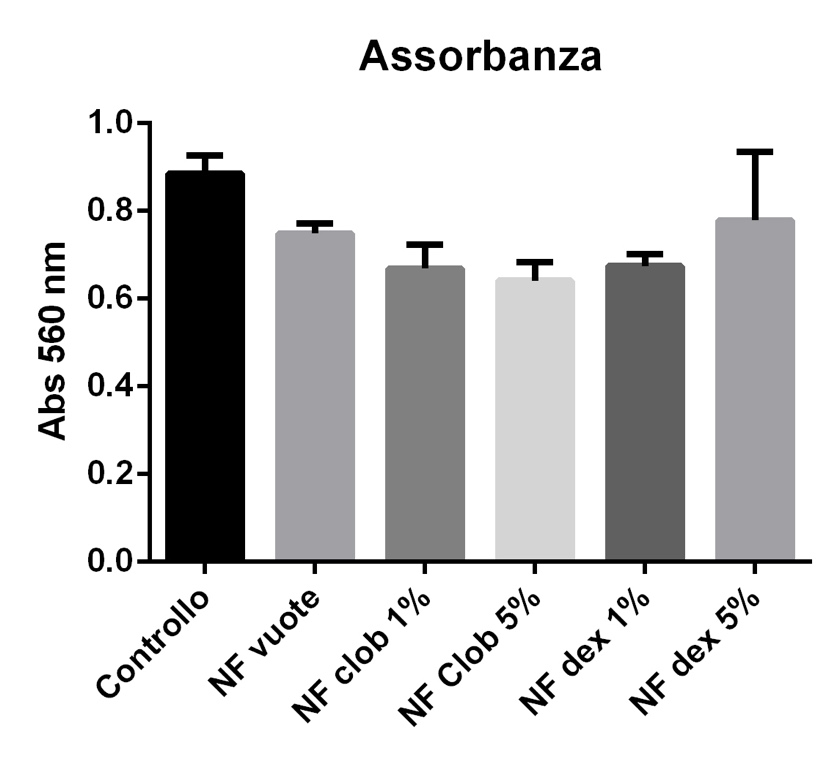 Assorbanza
Abs 560 nm
1.0
0.8
0.6
0.4
0.2
0.0
Controllo
NF vuote
NF clob 1%
NF Clob 5%
NF dex 1%
NF dex 5%